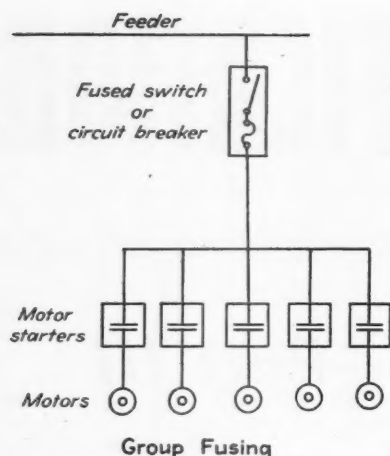 Feeder
Fused switch
or
circuit breaker
Motor
starters
Motors
Group Fusing